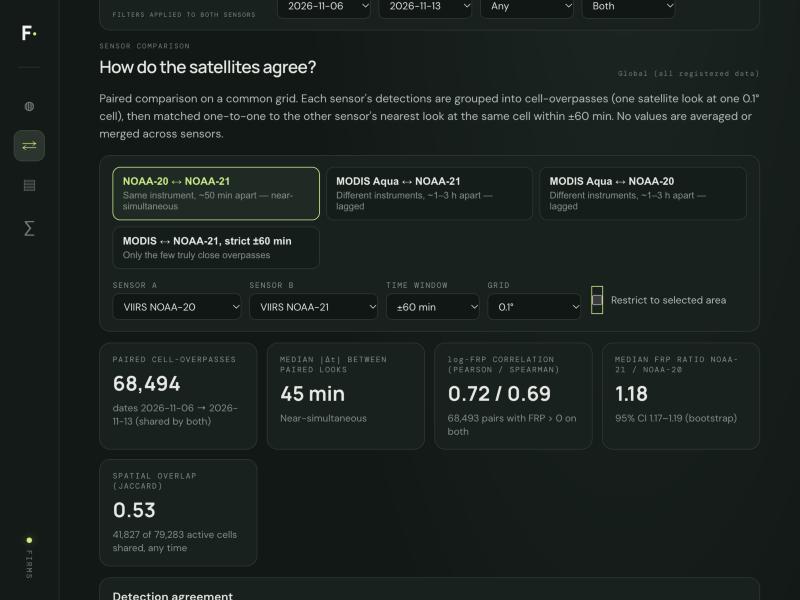 F.
FILTERS APPLIED TO BOTH SENSORS
2026-11-06
2026-11-13
Any
Both
SENSOR COMPARISON
How do the satellites agree?
Global (all registered data)
Paired comparison on a common grid. Each sensor's detections are grouped into cell-overpasses (one satellite look at one 0.1°
cell), then matched one-to-one to the other sensor's nearest look at the same cell within ±60 min. No values are averaged or
merged across sensors.
NOAA-20 ↔ NOAA-21
Same instrument, ~50 min apart — near-
simultaneous
MODIS Aqua ↔ NOAA-21
Different instruments, ~1–3 h apart —
lagged
MODIS Aqua ↔ NOAA-20
Different instruments, ~1–3 h apart —
lagged
MODIS ↔ NOAA-21, strict ±60 min
Only the few truly close overpasses
SENSOR A
SENSOR B
TIME WINDOW
GRID
VIIRS NOAA-20
VIIRS NOAA-21
±60 min
0.1°
Restrict to selected area
PAIRED CELL-OVERPASSES
68,494
dates 2026-11-06 → 2026-
11-13 (shared by both)
MEDIAN |Δt| BETWEEN
PAIRED LOOKS
45 min
Near-simultaneous
log-FRP CORRELATION
(PEARSON / SPEARMAN)
0.72 / 0.69
68,493 pairs with FRP > 0 on
both
MEDIAN FRP RATIO NOAA-
21 / NOAA-20
1.18
95% CI 1.17–1.19 (bootstrap)
SPATIAL OVERLAP
(JACCARD)
0.53
41,827 of 79,283 active cells
shared, any time
FIRMS
Detection agreement